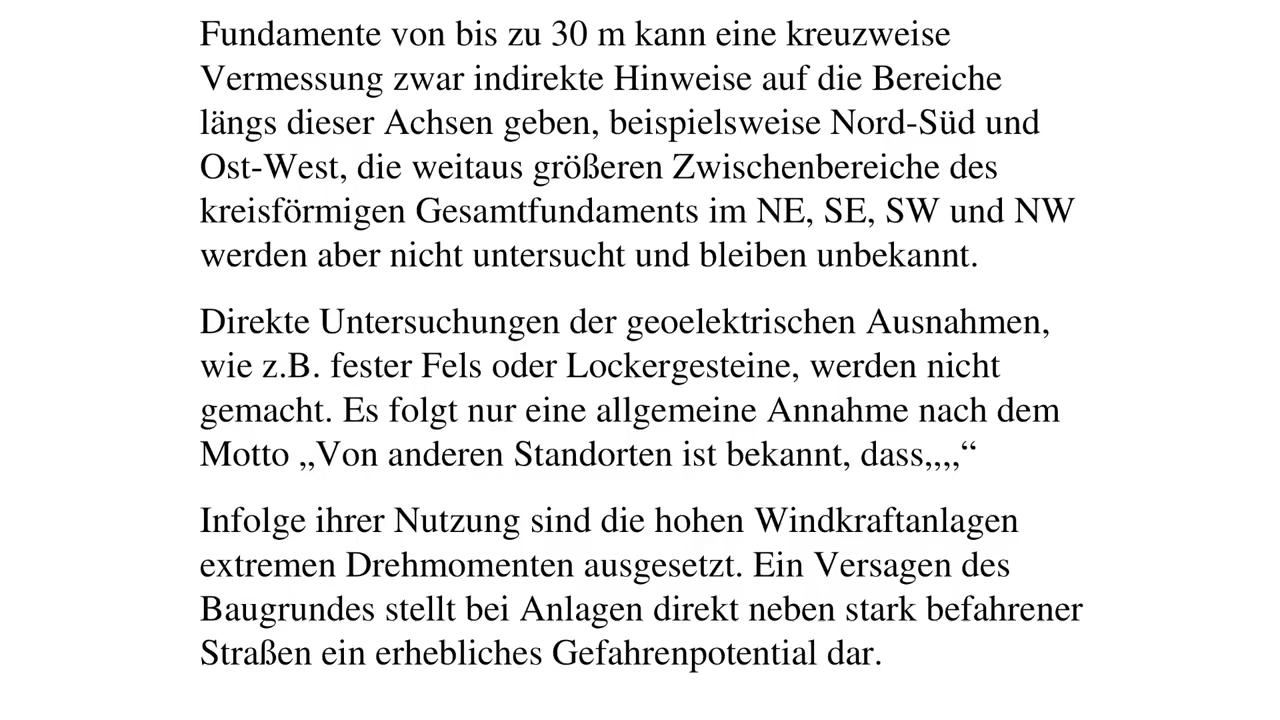 Fundamente von bis zu 30 m kann eine kreuzweise
Vermessung zwar indirekte Hinweise auf die Bereiche
längs dieser Achsen geben, beispielsweise Nord-Süd und
Ost-West, die weitaus größeren Zwischenbereiche des
kreisförmigen Gesamtfundaments im NE, SE, SW und NW
werden aber nicht untersucht und bleiben unbekannt.
Direkte Untersuchungen der geoelektrischen Ausnahmen,
wie z.B. fester Fels oder Lockergesteine, werden nicht
gemacht. Es folgt nur eine allgemeine Annahme nach dem
Motto „Von anderen Standorten ist bekannt, dass,,,,“
Infolge ihrer Nutzung sind die hohen Windkraftanlagen
extremen Drehmomenten ausgesetzt. Ein Versagen des
Baugrundes stellt bei Anlagen direkt neben stark befahrener
Straßen ein erhebliches Gefahrenpotential dar.